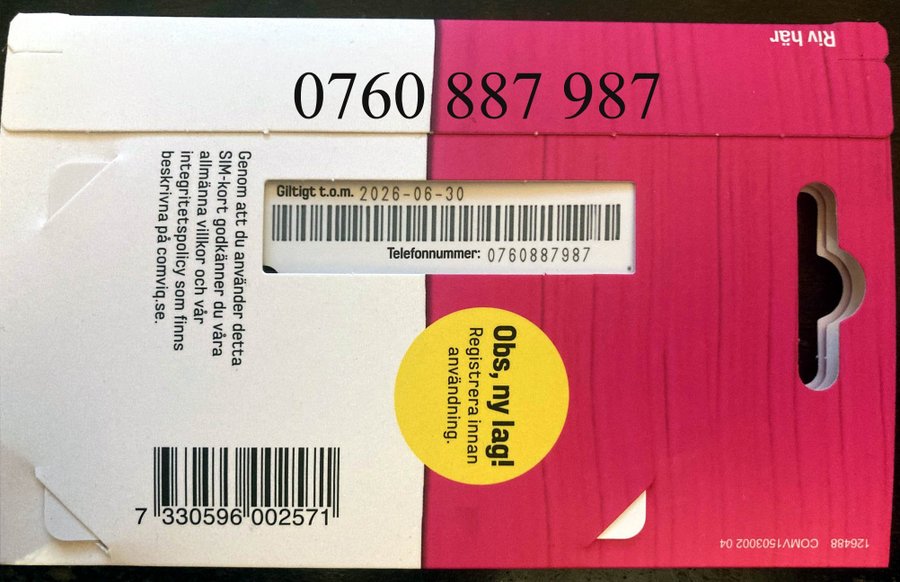 Riv här
0760 887 987
Giltigt t.o.m. 2026-06-30
Telefonnummer: 0760887987
Genom att du använder detta
SIM-kort godkänner du våra
allmänna villkor och vår
integritetspolicy som finns
beskrivna på comviq.se.
Obs, ny lag!
Registrera innan
användning.
7 330596 002571
126488 COMV1503002 04